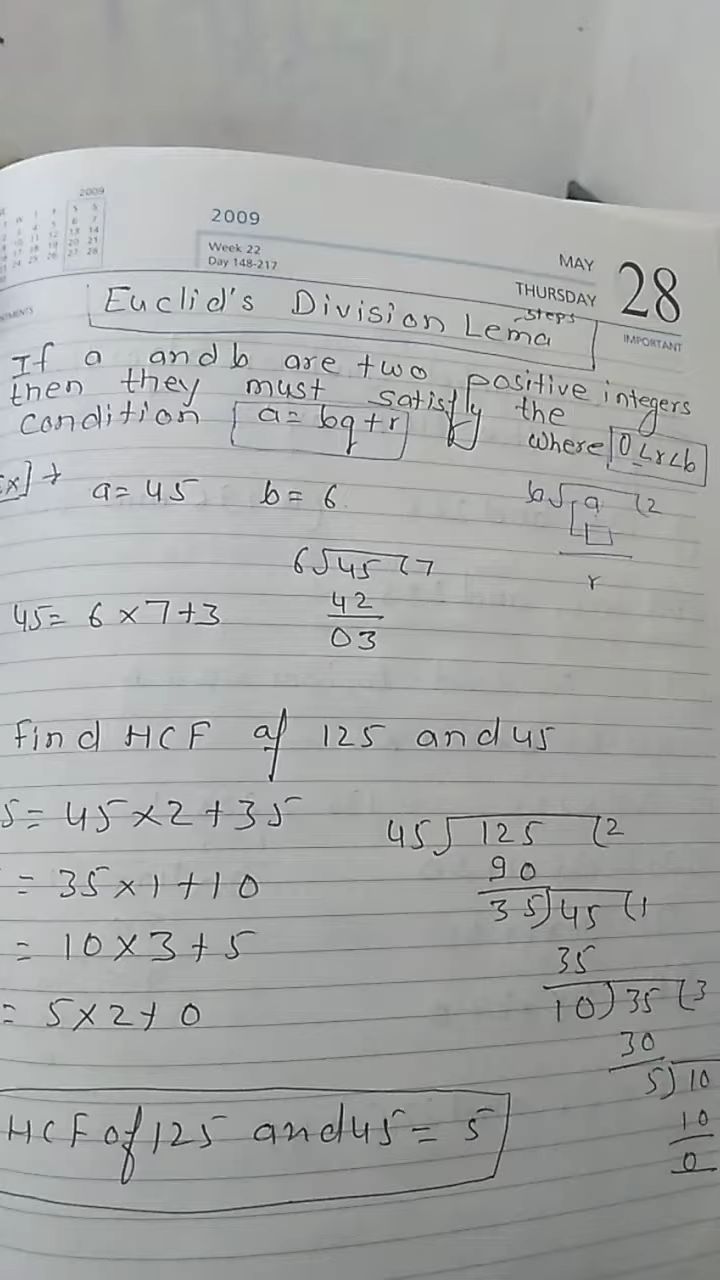 2009
2009
Week 22
Day 148-217
MAY
THURSDAY
28
IMPORTANT
Euclid's Division Lema
steps
If a and b are two positive integers
then they must satisfy the
condition a = bq + r where 0 ≤ r < b
x] → a = 45 b = 6
b) a (2
r
6) 45 (7
42
03
45 = 6 × 7 + 3
Find HCF of 125 and 45
5 = 45 × 2 + 35
= 35 × 1 + 10
= 10 × 3 + 5
= 5 × 2 + 0
45) 125 (2
90
35) 45 (1
35
10) 35 (3
30
5) 10
10
0
HCF of 125 and 45 = 5